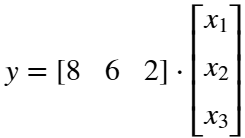 y = [8 6 2] · [x₁
x₂
x₃]